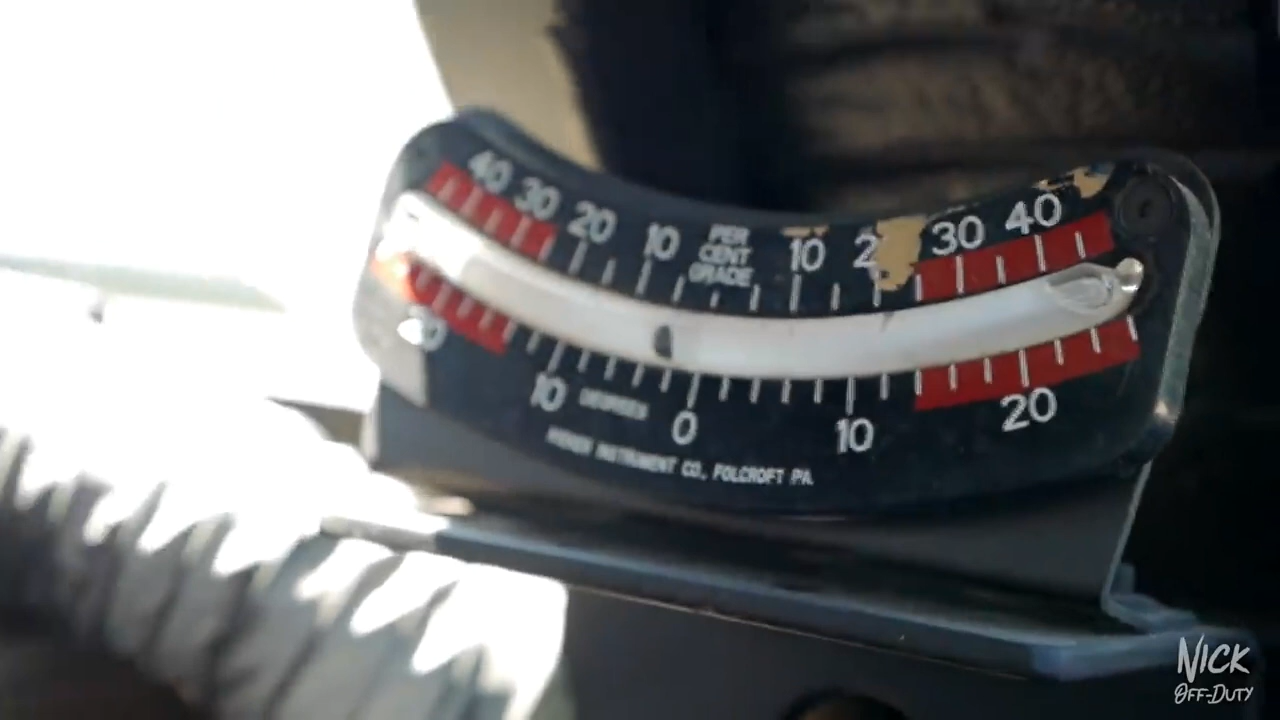 40 30 20 10 PER 10 2 30 40
CENT
GRADE
10 DEGREES 0 10 20
INSTRUMENT CO., FOLCROFT PA.
NICK
OFF-DUTY